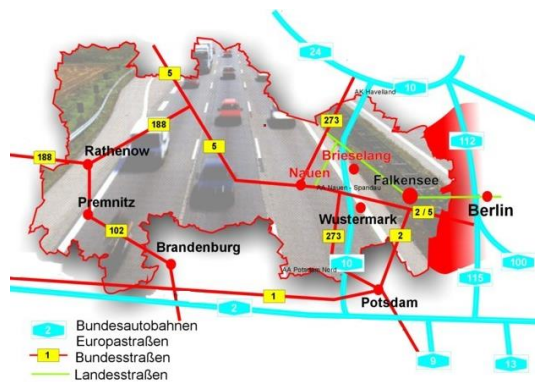 24
10
5
AK Havelland
188
273
112
188
Rathenow
5
Brieselang
Nauen
Falkensee
AA Nauen - Spandau
Premnitz
Berlin
Wustermark
2 / 5
102
Brandenburg
273
2
100
10
AA Potsdam Nord
115
1
Potsdam
2
2
Bundesautobahnen
Europastraßen
9
13
1
Bundesstraßen
Landesstraßen